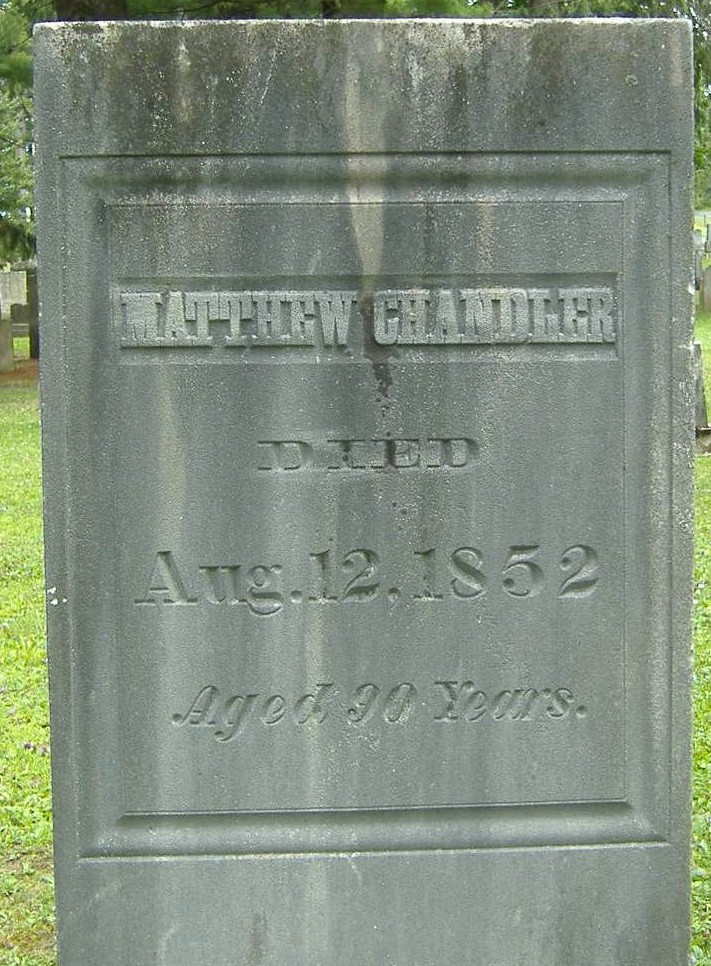 MATTHEW CHANDLER
DIED
Aug. 12, 1852
Aged 90 Years.